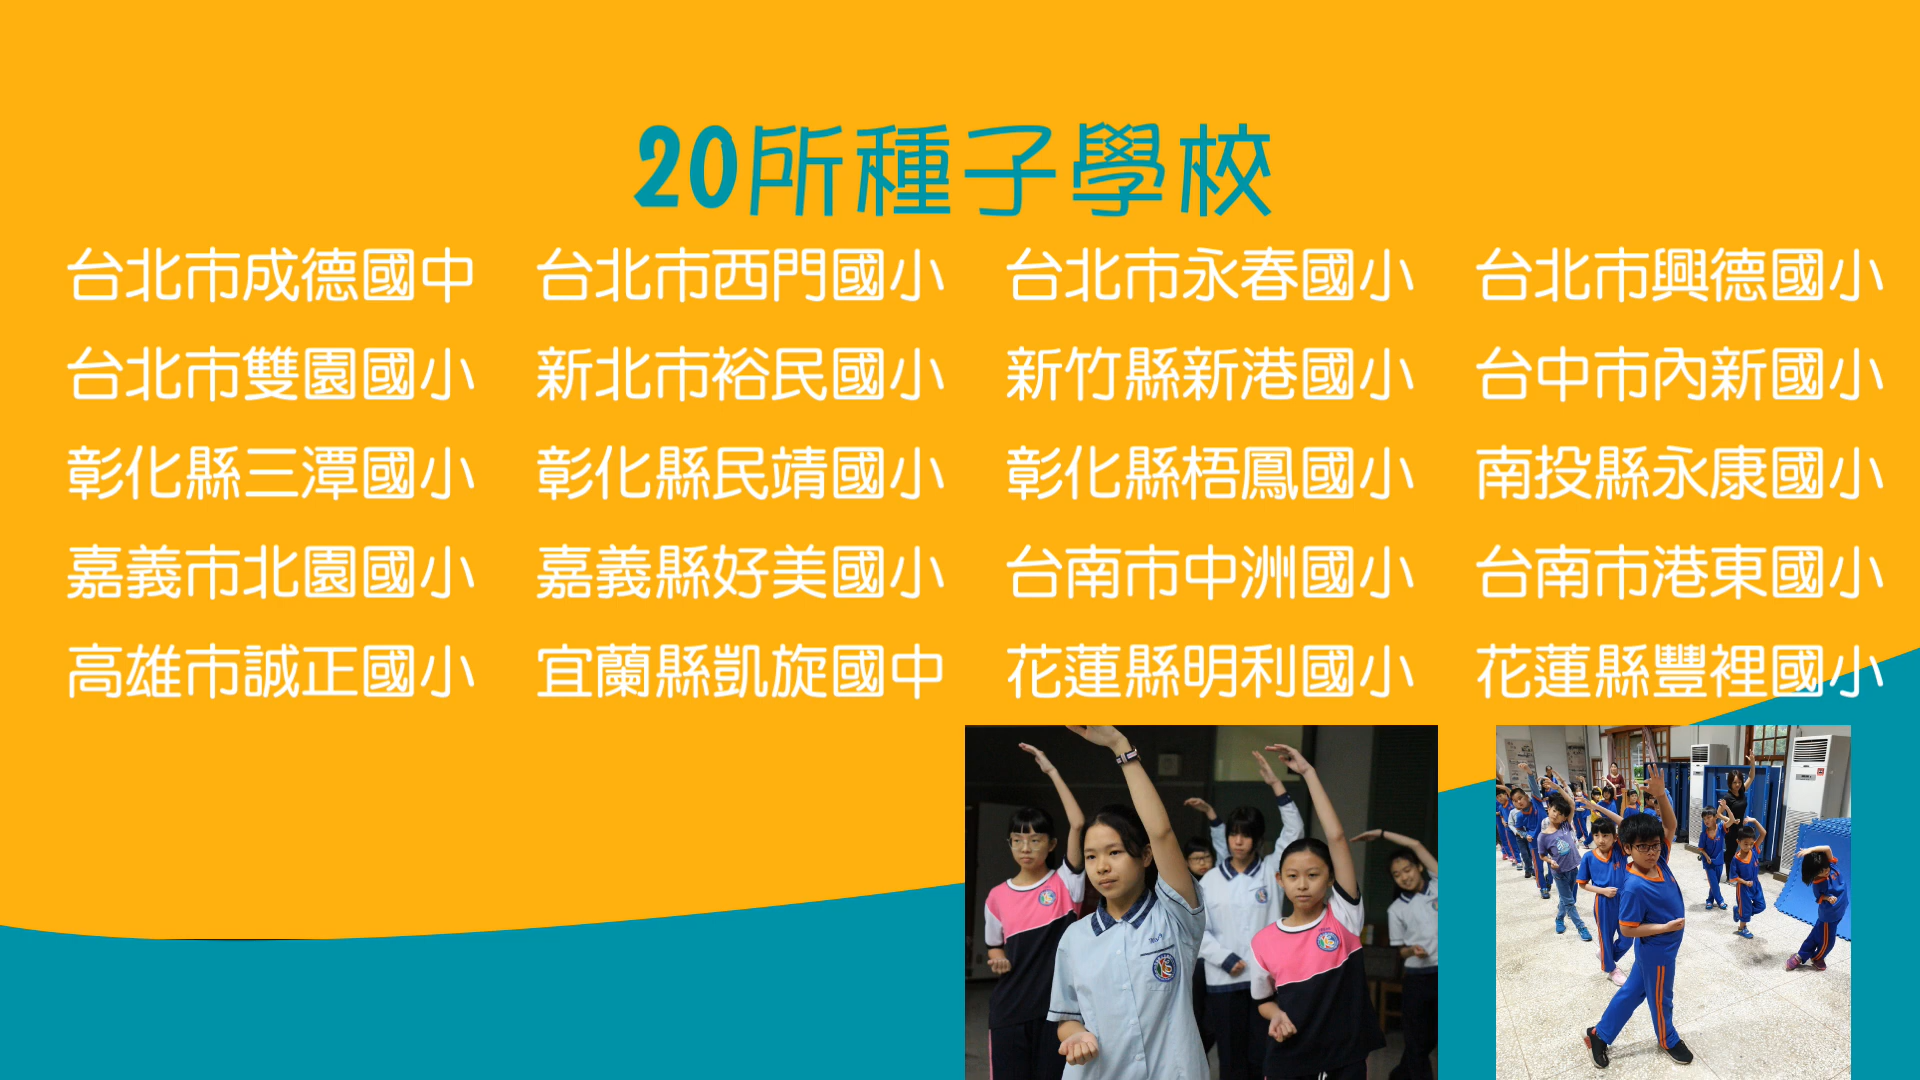 20所種子學校
台北市成德國中 台北市西門國小 台北市永春國小 台北市興德國小
台北市雙園國小 新北市裕民國小 新竹縣新港國小 台中市內新國小
彰化縣三潭國小 彰化縣民靖國小 彰化縣梧鳳國小 南投縣永康國小
嘉義市北園國小 嘉義縣好美國小 台南市中洲國小 台南市港東國小
高雄市誠正國小 宜蘭縣凱旋國中 花蓮縣明利國小 花蓮縣豐裡國小